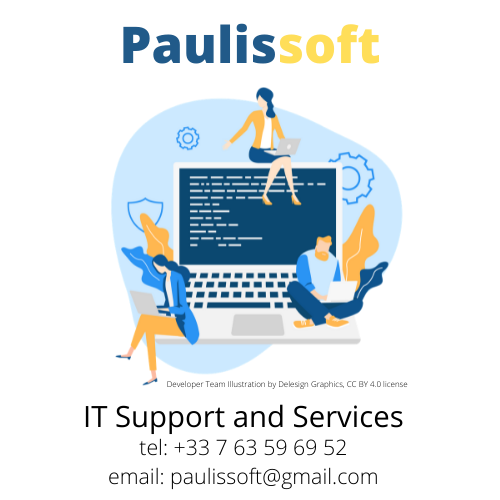 Paulissoft
Developer Team Illustration by Delesign Graphics, CC BY 4.0 license
IT Support and Services
tel: +33 7 63 59 69 52
email: paulissoft@gmail.com